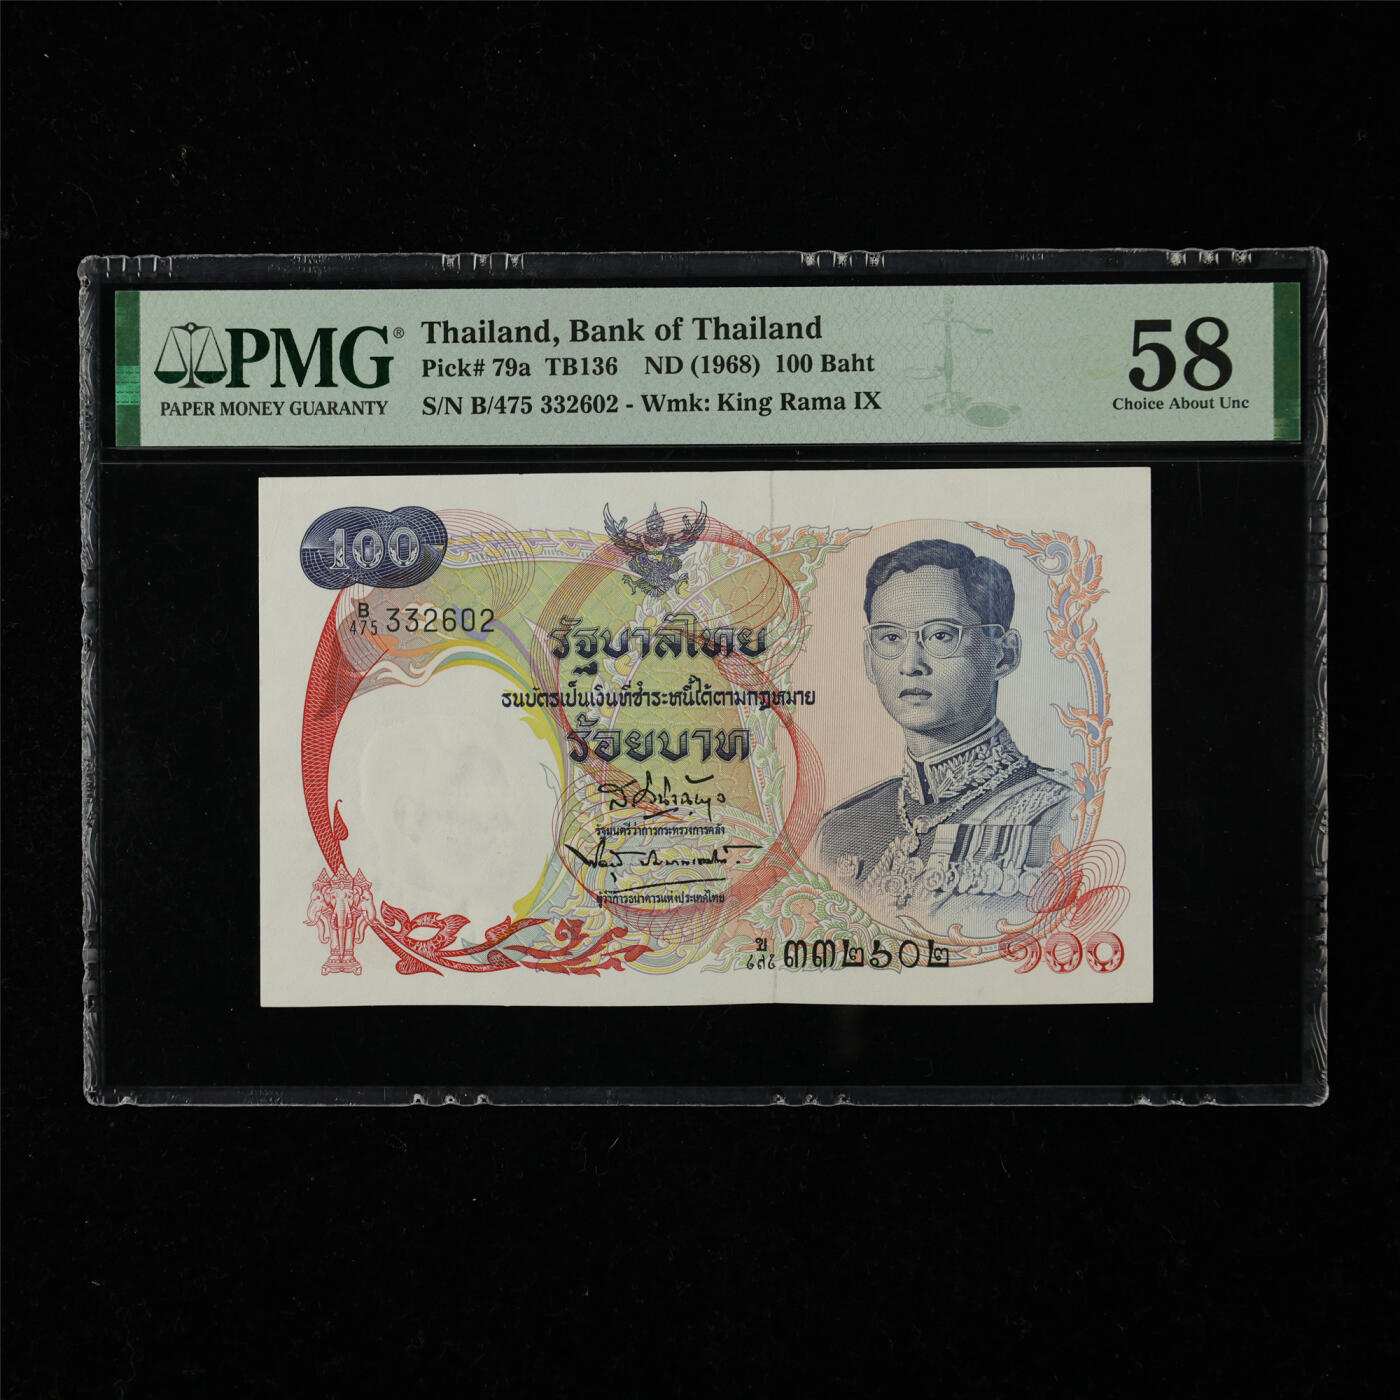 PMG®
PAPER MONEY GUARANTY
Thailand, Bank of Thailand
Pick# 79a TB136 ND (1968) 100 Baht
S/N B/475 332602 - Wmk: King Rama IX
58
Choice About Unc
100
B/475 332602
รัฐบาลไทย
ธนบัตรเป็นเงินที่ชำระหนี้ได้ตามกฎหมาย
ร้อยบาท
รัฐมนตรีว่าการกระทรวงการคลัง
ผู้ว่าการธนาคารแห่งประเทศไทย
ข/๔๗๕ ๓๓๒๖๐๒
๑๐๐